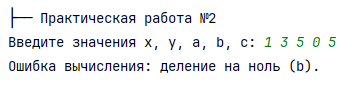 ├── Практическая работа №2
Введите значения x, y, a, b, c: 1 3 5 0 5
Ошибка вычисления: деление на ноль (b).